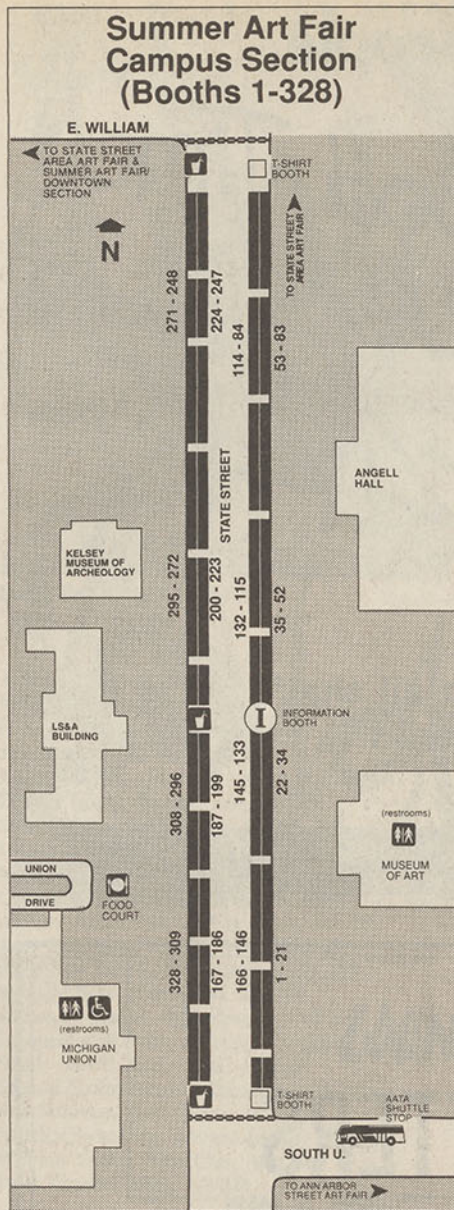 Summer Art Fair
Campus Section
(Booths 1-328)
E. WILLIAM
TO STATE STREET
AREA ART FAIR &
SUMMER ART FAIR/
DOWNTOWN
SECTION
T-SHIRT
BOOTH
N
TO STATE STREET
AREA ART FAIR
271 - 248
224 - 247
114 - 84
53 - 83
STATE STREET
ANGELL
HALL
KELSEY
MUSEUM OF
ARCHEOLOGY
295 - 272
200 - 223
132 - 115
35 - 52
LS&A
BUILDING
I
INFORMATION
BOOTH
308 - 296
187 - 199
145 - 133
22 - 34
(restrooms)
MUSEUM
OF ART
UNION
DRIVE
FOOD
COURT
328 - 309
167 - 186
166 - 146
1 - 21
(restrooms)
MICHIGAN
UNION
T-SHIRT
BOOTH
AATA
SHUTTLE
STOP
SOUTH U.
TO ANN ARBOR
STREET ART FAIR